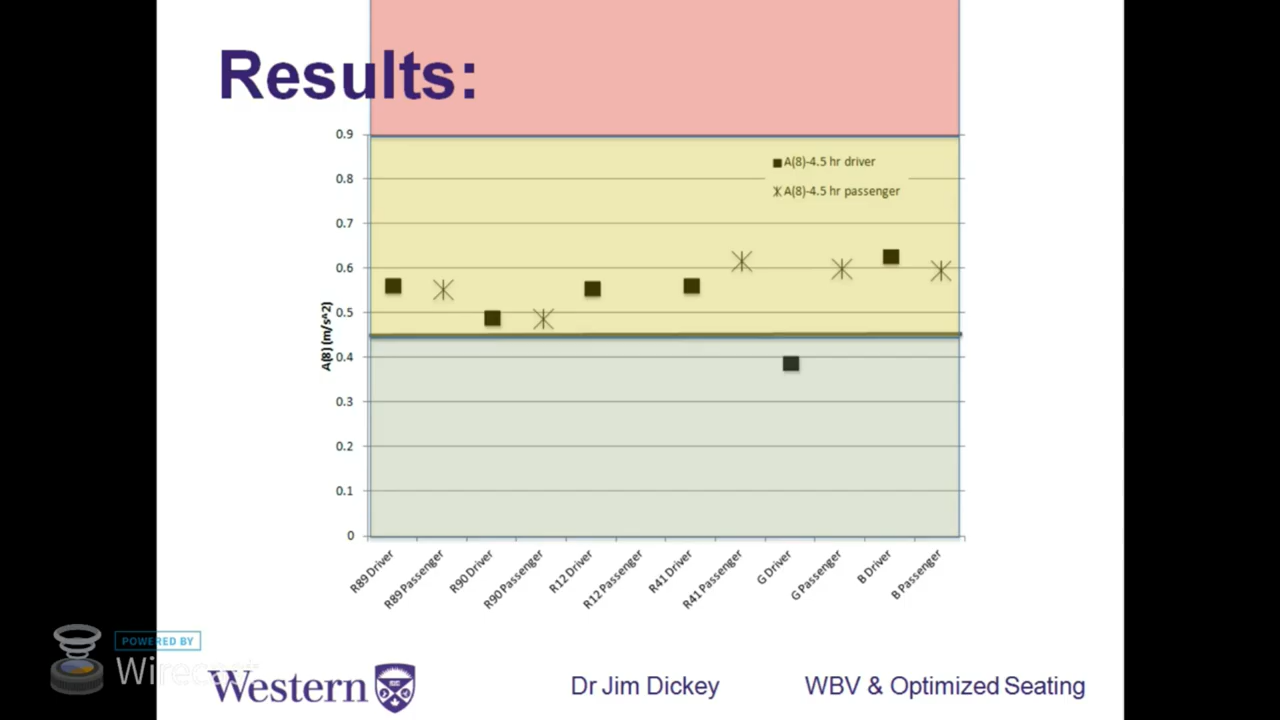 Results:
0.9
0.8
0.7
0.6
0.5
0.4
0.3
0.2
0.1
0
A(8) (m/s^2)
A(8)-4.5 hr driver
A(8)-4.5 hr passenger
R89 Driver
R89 Passenger
R90 Driver
R90 Passenger
R12 Driver
R12 Passenger
R41 Driver
R41 Passenger
G Driver
G Passenger
B Driver
B Passenger
POWERED BY
Wirecast
Western
Dr Jim Dickey
WBV & Optimized Seating